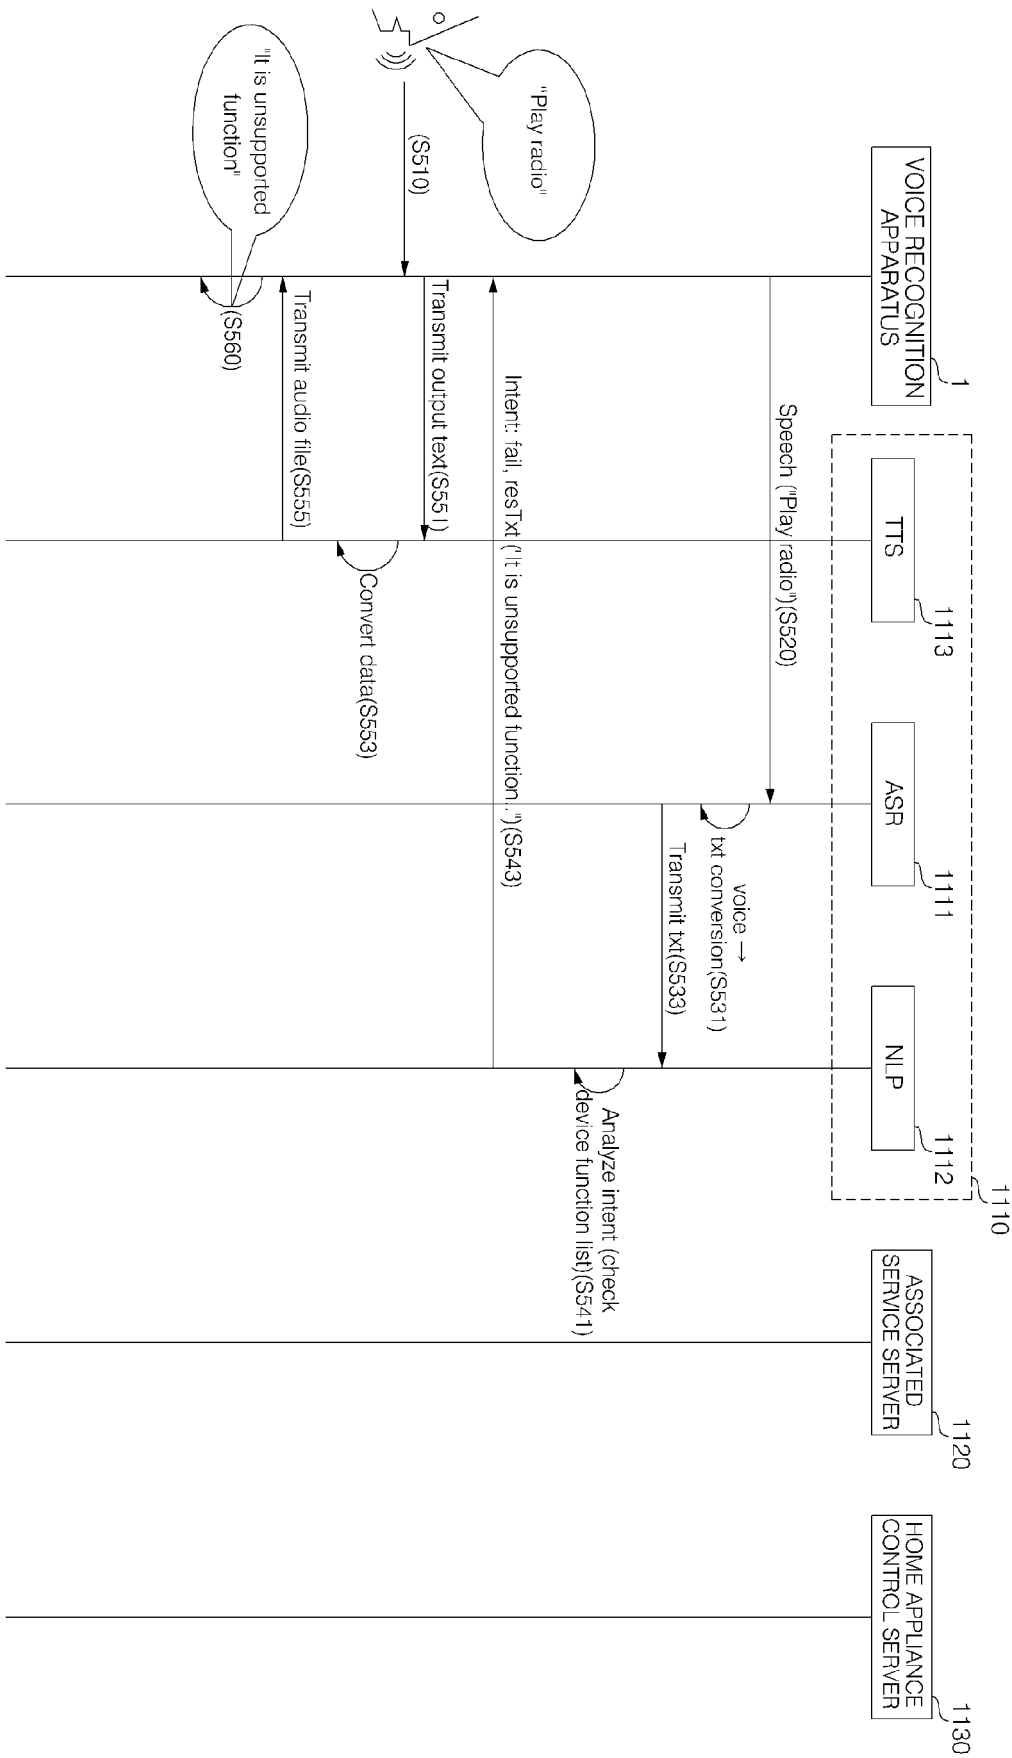 VOICE RECOGNITION
APPARATUS
1
TTS
1113
ASR
1111
NLP
1112
1110
ASSOCIATED
SERVICE SERVER
1120
HOME APPLIANCE
CONTROL SERVER
1130
Speech ("Play radio")(S520)
voice →
txt conversion(S531)
Transmit txt(S533)
Analyze intent (check
device function list)(S541)
Intent: fail, resTxt ("It is unsupported function..")(S543)
"Play radio"
(S510)
Transmit output text(S551)
Convert data(S553)
Transmit audio file(S555)
"It is unsupported
function"
(S560)